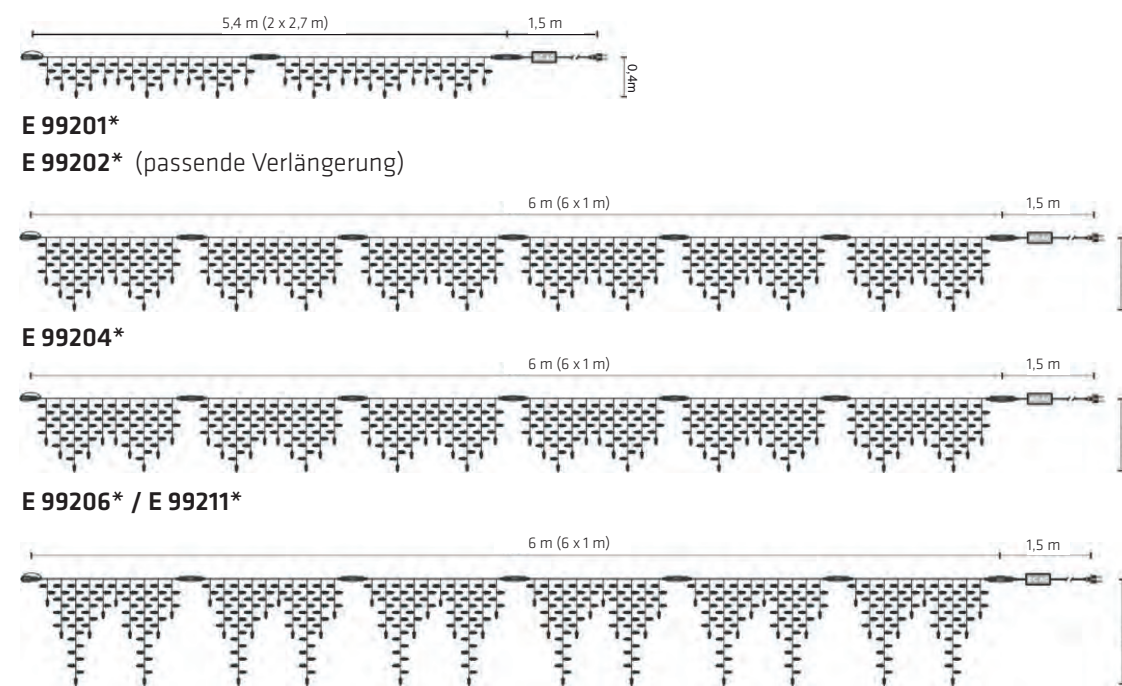 5,4 m (2 x 2,7 m) 1,5 m
0,4m
E 99201*
E 99202* (passende Verlängerung)
6 m (6 x 1 m) 1,5 m
E 99204*
6 m (6 x 1 m) 1,5 m
E 99206* / E 99211*
6 m (6 x 1 m) 1,5 m